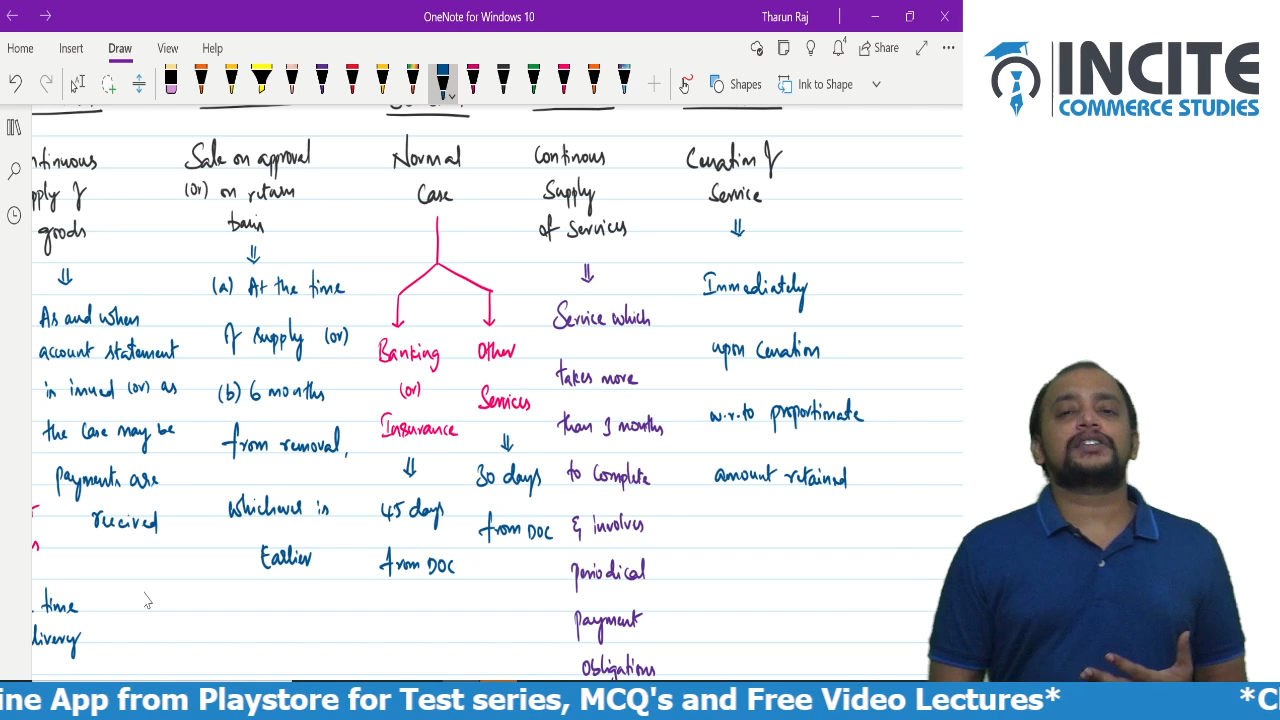 OneNote for Windows 10
Tharun Raj
Home Insert Draw View Help
Share
Shapes
Ink to Shape
INCITE
COMMERCE STUDIES
ntinuous
pply of
goods
As and when
account statement
is issued (or) as
the case may be
payments are
received
time
livery
Sale on approval
(or) on return
basis
(a) At the time
of supply (or)
(b) 6 months
from removal,
whichever is
Earlier
Normal
Case
Banking
(or)
Insurance
45 days
from DOC
Other
Services
30 days
from DOC
Continous
Supply
of Services
Service which
takes more
than 3 months
to complete
& involves
periodical
payment
obligations
Cessation of
Service
Immediately
upon Cessation
w.r.to proportinate
amount retained
ine App from Playstore for Test series, MCQ's and Free Video Lectures* *C